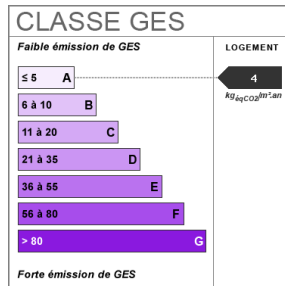 CLASSE GES
Faible émission de GES
LOGEMENT
≤ 5 A
4
kgéqCO2/m².an
6 à 10 B
11 à 20 C
21 à 35 D
36 à 55 E
56 à 80 F
> 80 G
Forte émission de GES